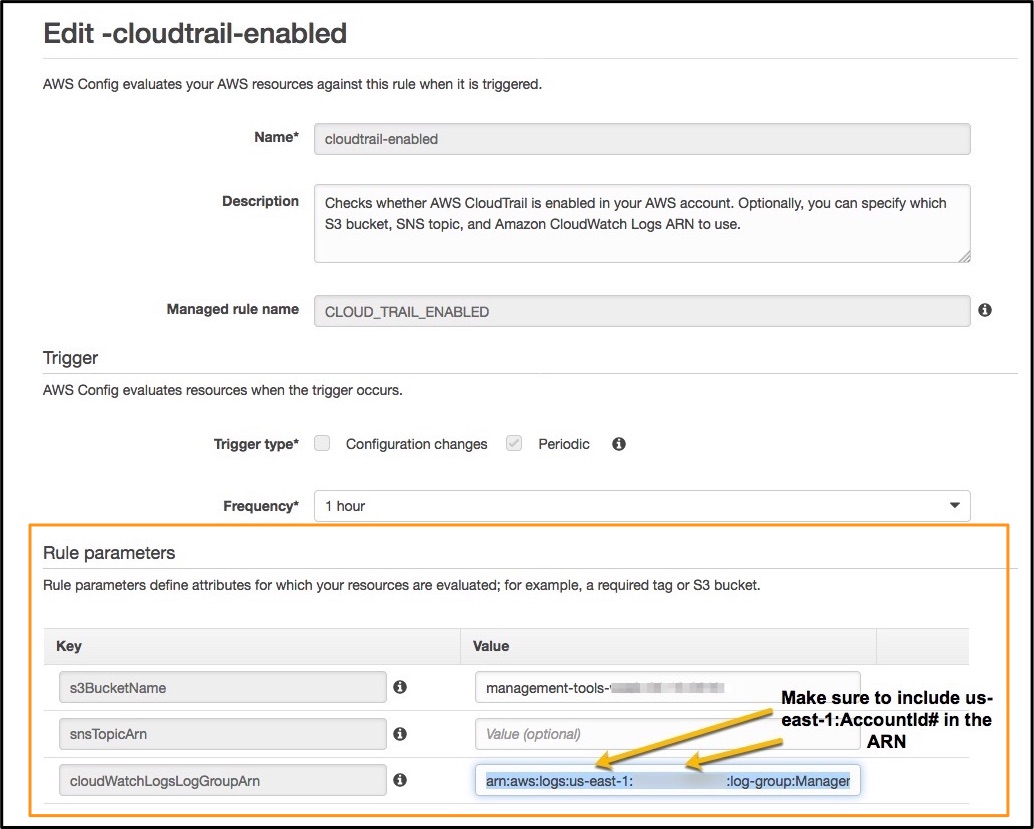 Edit -cloudtrail-enabled
AWS Config evaluates your AWS resources against this rule when it is triggered.
Name*
cloudtrail-enabled
Description
Checks whether AWS CloudTrail is enabled in your AWS account. Optionally, you can specify which
S3 bucket, SNS topic, and Amazon CloudWatch Logs ARN to use.
Managed rule name
CLOUD_TRAIL_ENABLED
Trigger
AWS Config evaluates resources when the trigger occurs.
Trigger type* Configuration changes Periodic
Frequency* 1 hour
Rule parameters
Rule parameters define attributes for which your resources are evaluated; for example, a required tag or S3 bucket.
Key Value
s3BucketName management-tools-
Make sure to include us-
east-1:AccountId# in the
ARN
snsTopicArn Value (optional)
cloudWatchLogsLogGroupArn arn:aws:logs:us-east-1: :log-group:Manager